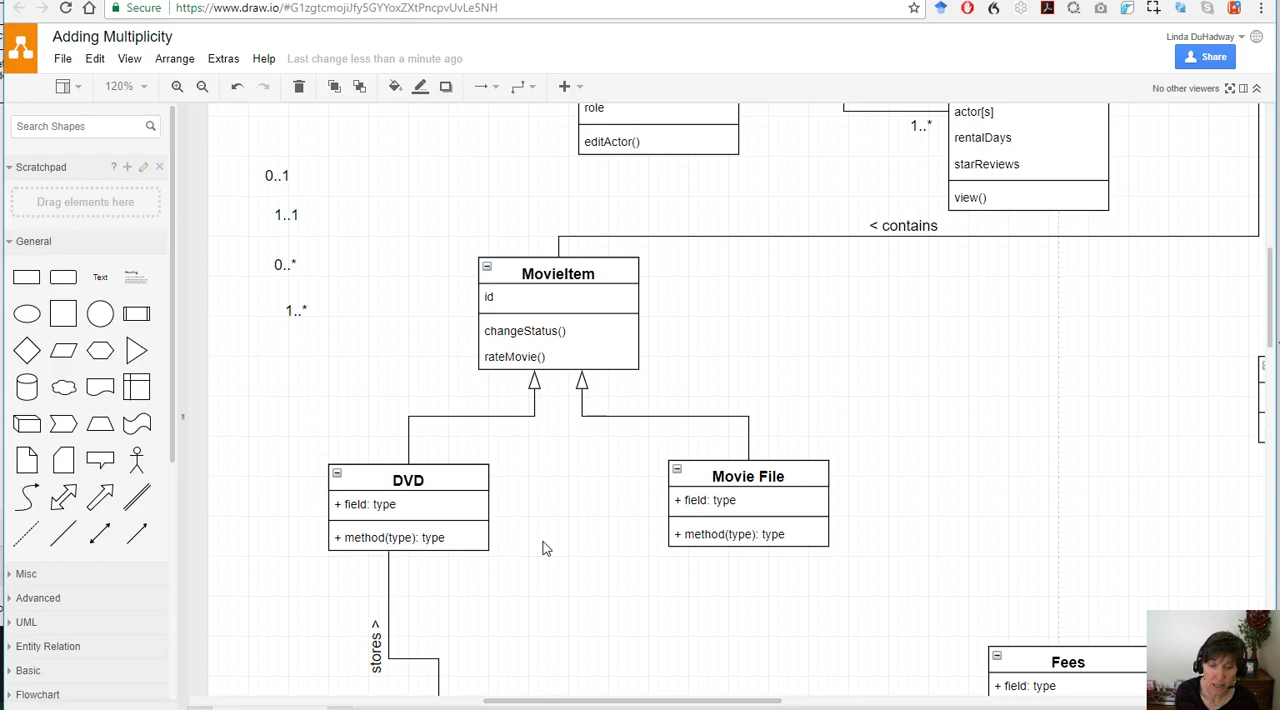 Secure
https://www.draw.io/#G1zgtcmojiJfy5GYYoxZXtPncpvUvLe5NH
Adding Multiplicity
Linda DuHadway
File Edit View Arrange Extras Help Last change less than a minute ago
Share
120%
No other viewers
Search Shapes
Scratchpad ?
Drag elements here
General
Text
Misc
Advanced
UML
Entity Relation
Basic
Flowchart
role
editActor()
1..*
actor[s]
rentalDays
starReviews
view()
0..1
1..1
0..*
1..*
< contains
MovieItem
id
changeStatus()
rateMovie()
DVD
+ field: type
+ method(type): type
Movie File
+ field: type
+ method(type): type
stores >
Fees
+ field: type